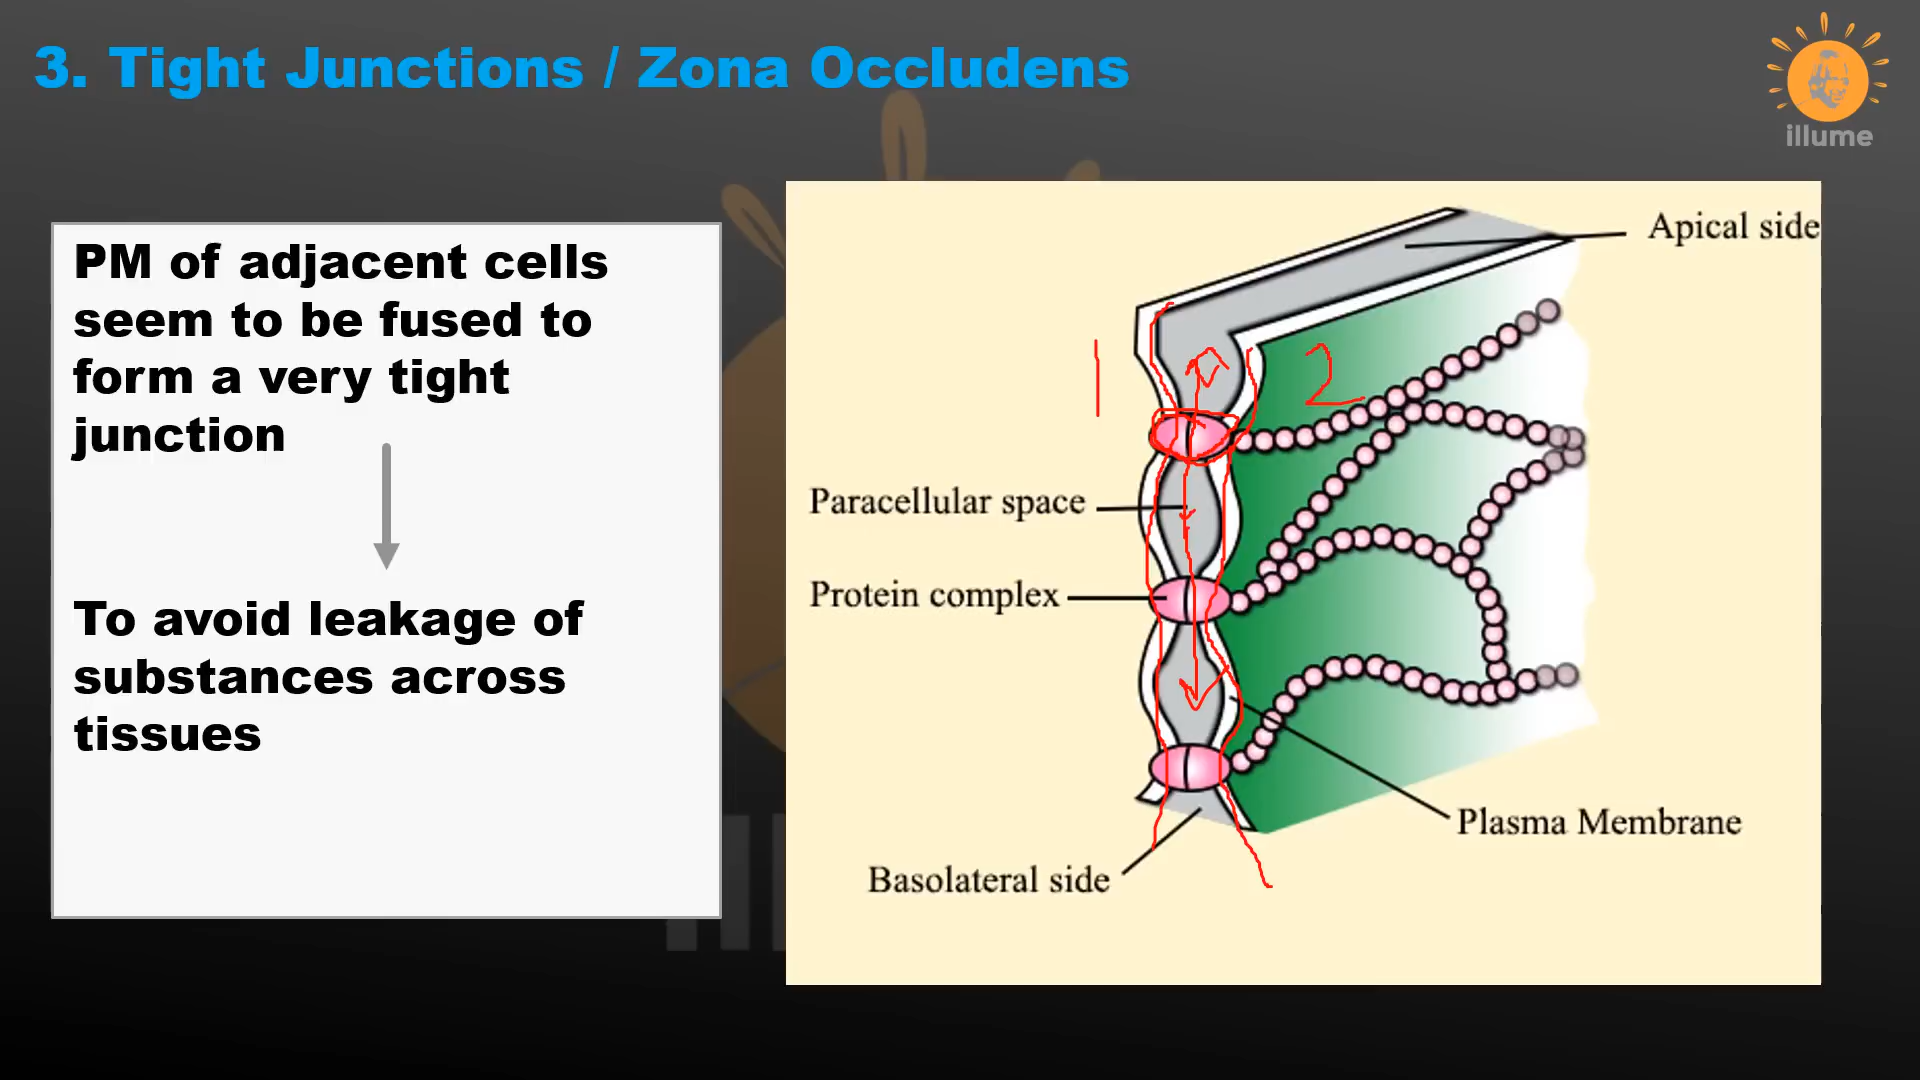 3. Tight Junctions / Zona Occludens
illume
PM of adjacent cells
seem to be fused to
form a very tight
junction
To avoid leakage of
substances across
tissues
Apical side
1
2
Paracellular space
Protein complex
Plasma Membrane
Basolateral side